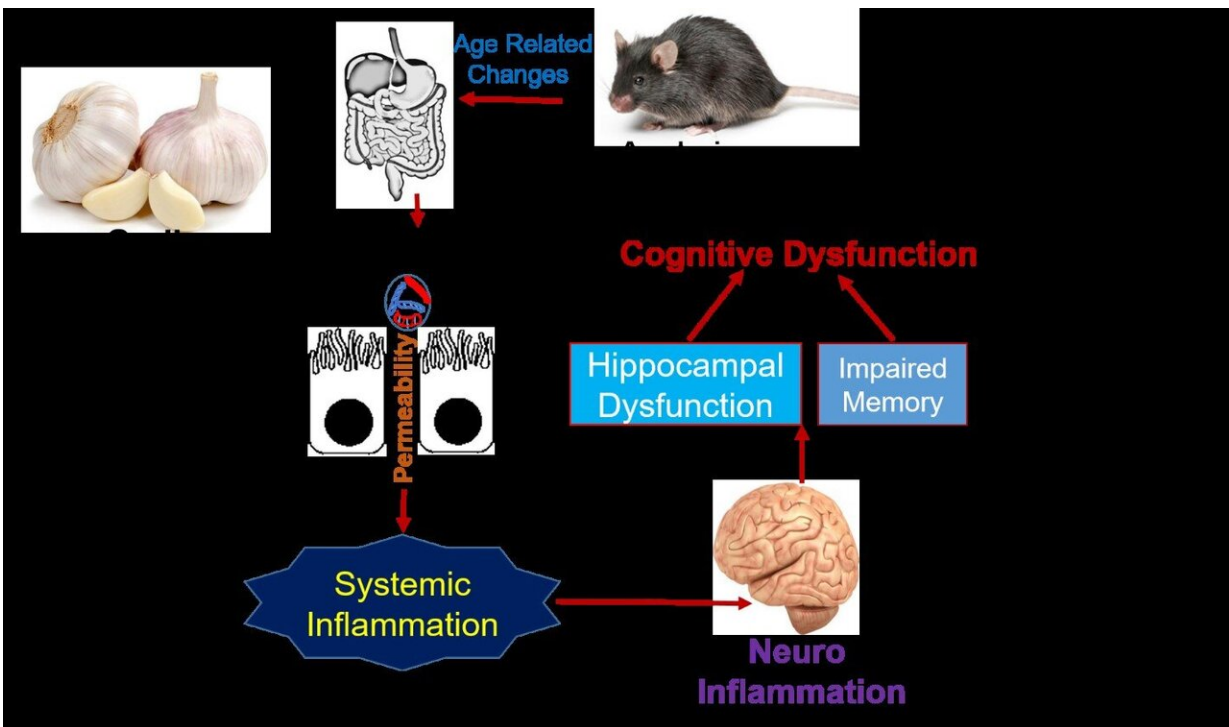 Age Related
Changes
Cognitive Dysfunction
Permeability
Hippocampal
Dysfunction
Impaired
Memory
Systemic
Inflammation
Neuro
Inflammation